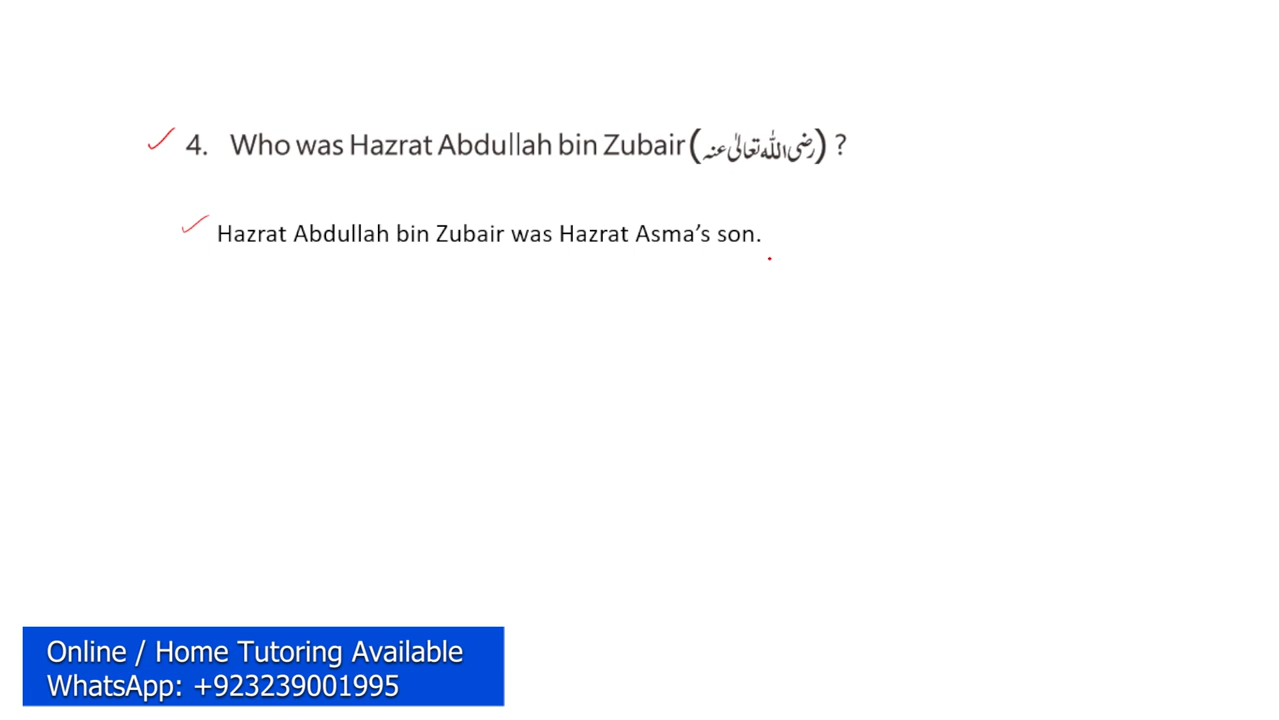 4. Who was Hazrat Abdullah bin Zubair (رضی اللہ تعالیٰ عنہ) ?
Hazrat Abdullah bin Zubair was Hazrat Asma’s son.
Online / Home Tutoring Available
WhatsApp: +923239001995